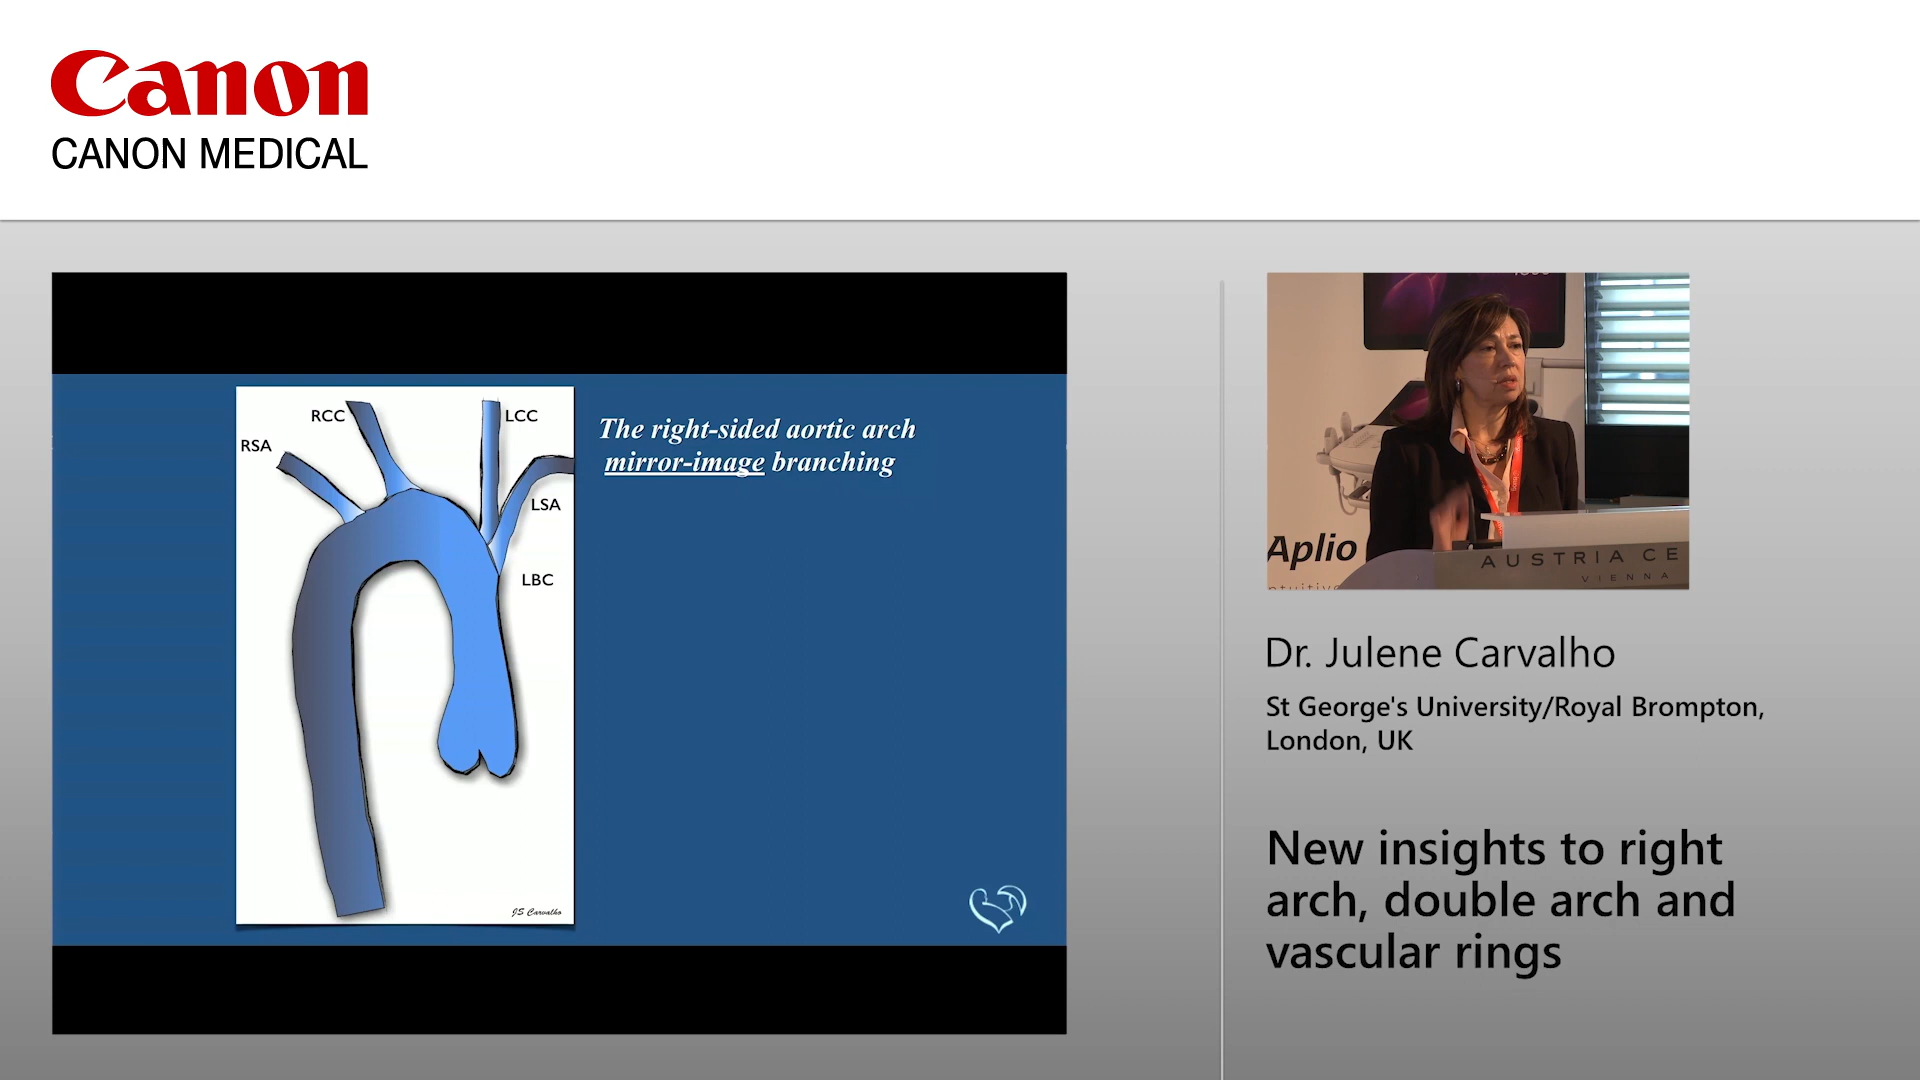 Canon
CANON MEDICAL
RCC
LCC
RSA
LSA
LBC
The right-sided aortic arch
mirror-image branching
JS Carvalho
Aplio
AUSTRIA CE
VIENNA
Dr. Julene Carvalho
St George's University/Royal Brompton,
London, UK
New insights to right
arch, double arch and
vascular rings